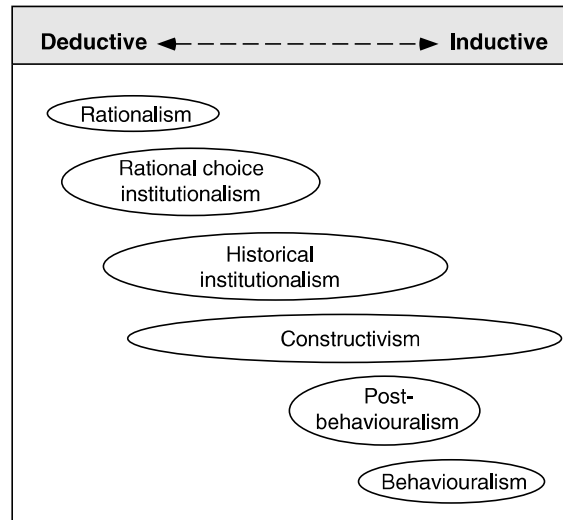 Deductive Inductive
Rationalism
Rational choice
institutionalism
Historical
institutionalism
Constructivism
Post-
behaviouralism
Behaviouralism